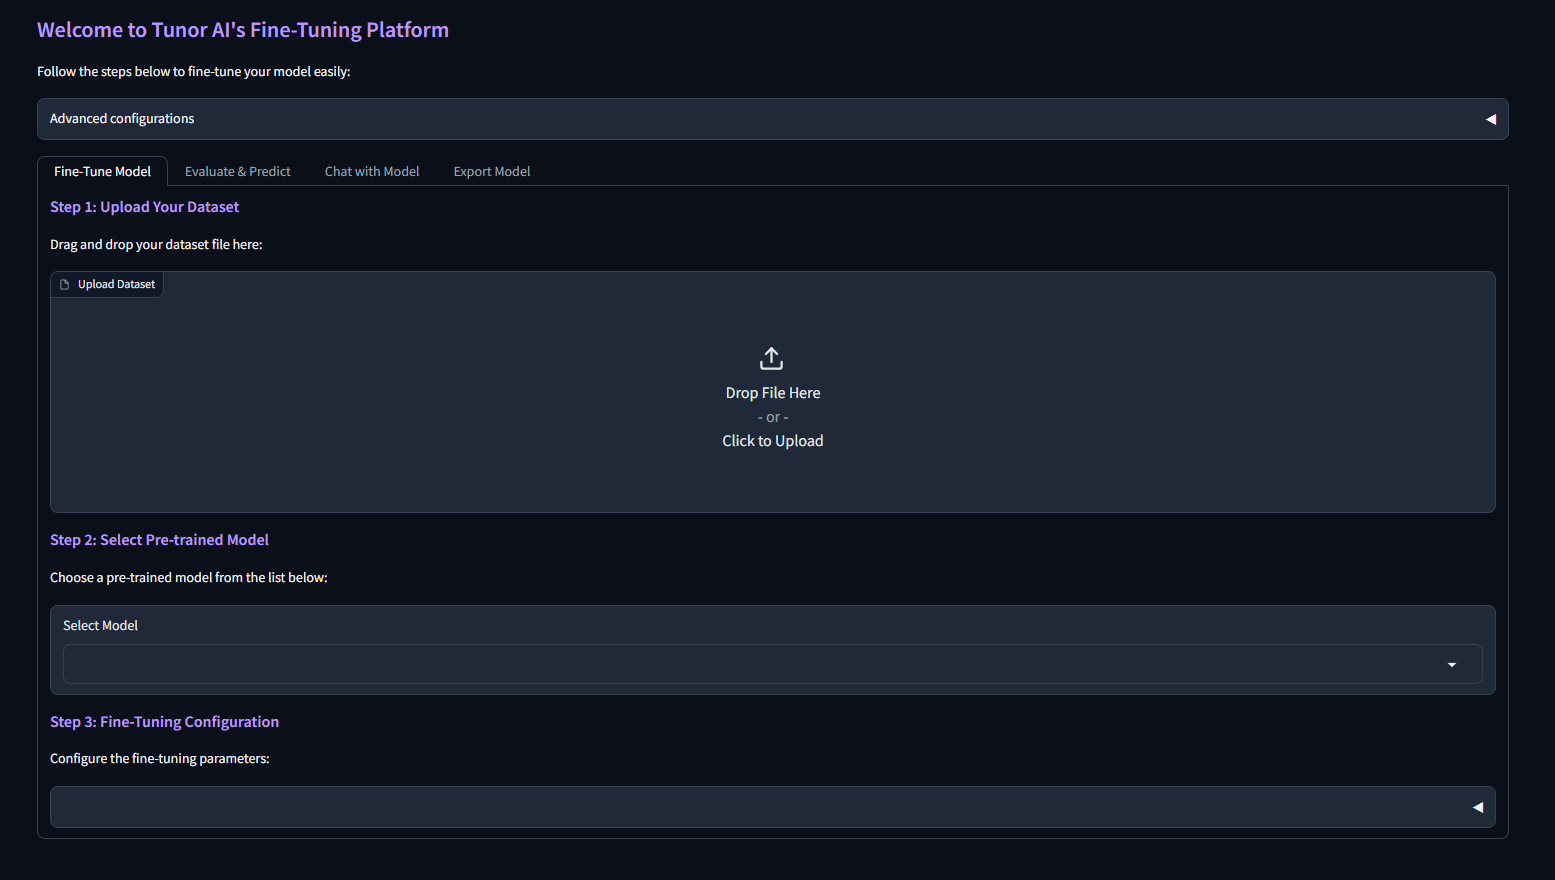 Welcome to Tunor AI's Fine-Tuning Platform
Follow the steps below to fine-tune your model easily:
Advanced configurations
Fine-Tune Model
Evaluate & Predict
Chat with Model
Export Model
Step 1: Upload Your Dataset
Drag and drop your dataset file here:
Upload Dataset
Drop File Here
- or -
Click to Upload
Step 2: Select Pre-trained Model
Choose a pre-trained model from the list below:
Select Model
Step 3: Fine-Tuning Configuration
Configure the fine-tuning parameters: